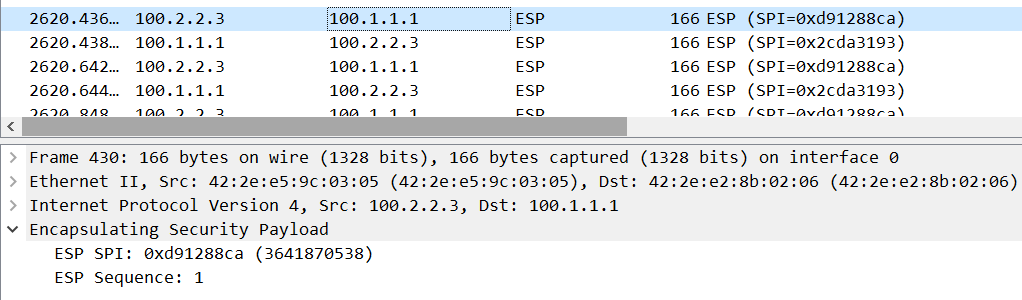 2620.436… 100.2.2.3 100.1.1.1 ESP 166 ESP (SPI=0xd91288ca)
2620.438… 100.1.1.1 100.2.2.3 ESP 166 ESP (SPI=0x2cda3193)
2620.642… 100.2.2.3 100.1.1.1 ESP 166 ESP (SPI=0xd91288ca)
2620.644… 100.1.1.1 100.2.2.3 ESP 166 ESP (SPI=0x2cda3193)
2620.848… 100.2.2.3 100.1.1.1 ESP 166 ESP (SPI=0xd91288ca)
Frame 430: 166 bytes on wire (1328 bits), 166 bytes captured (1328 bits) on interface 0
Ethernet II, Src: 42:2e:e5:9c:03:05 (42:2e:e5:9c:03:05), Dst: 42:2e:e2:8b:02:06 (42:2e:e2:8b:02:06)
Internet Protocol Version 4, Src: 100.2.2.3, Dst: 100.1.1.1
Encapsulating Security Payload
ESP SPI: 0xd91288ca (3641870538)
ESP Sequence: 1